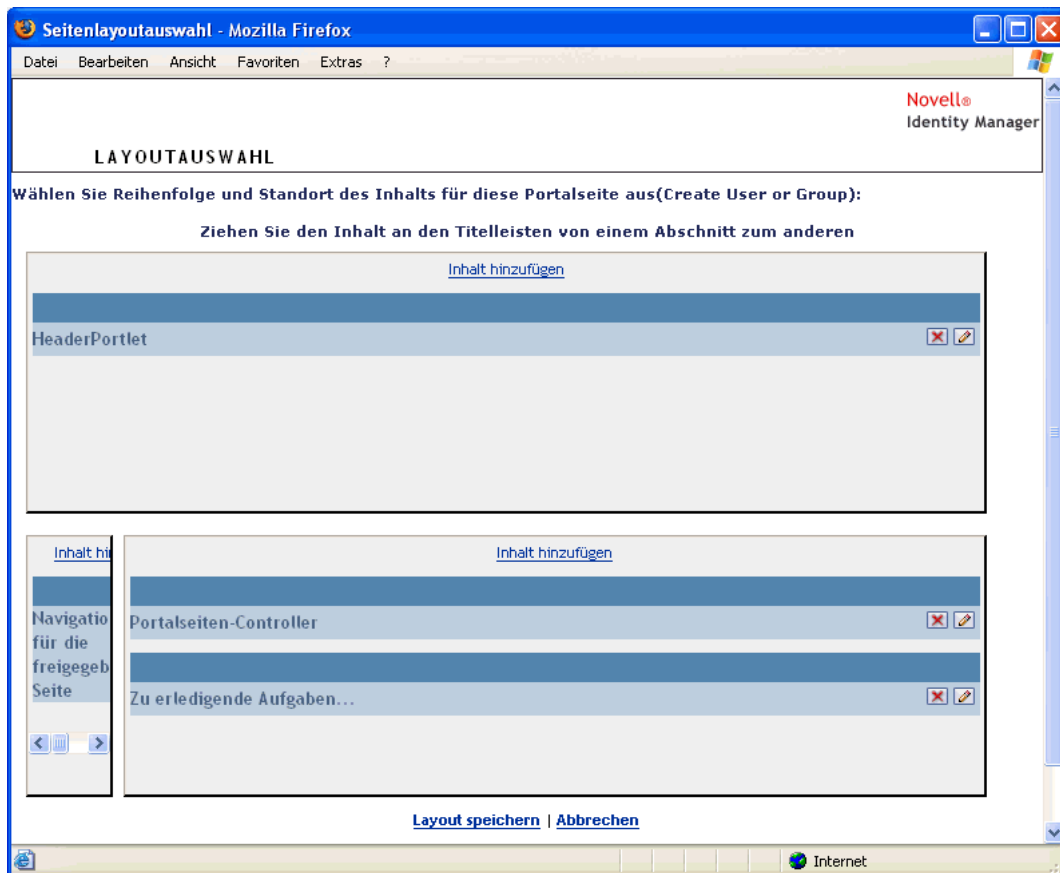 Seitenlayoutauswahl - Mozilla Firefox
Datei Bearbeiten Ansicht Favoriten Extras ?
Novell®
Identity Manager
LAYOUTAUSWAHL
Wählen Sie Reihenfolge und Standort des Inhalts für diese Portalseite aus(Create User or Group):
Ziehen Sie den Inhalt an den Titelleisten von einem Abschnitt zum anderen
Inhalt hinzufügen
HeaderPortlet
Inhalt hi
Navigatio
für die
freigegeb
Seite
Inhalt hinzufügen
Portalseiten-Controller
Zu erledigende Aufgaben...
Layout speichern | Abbrechen
Internet